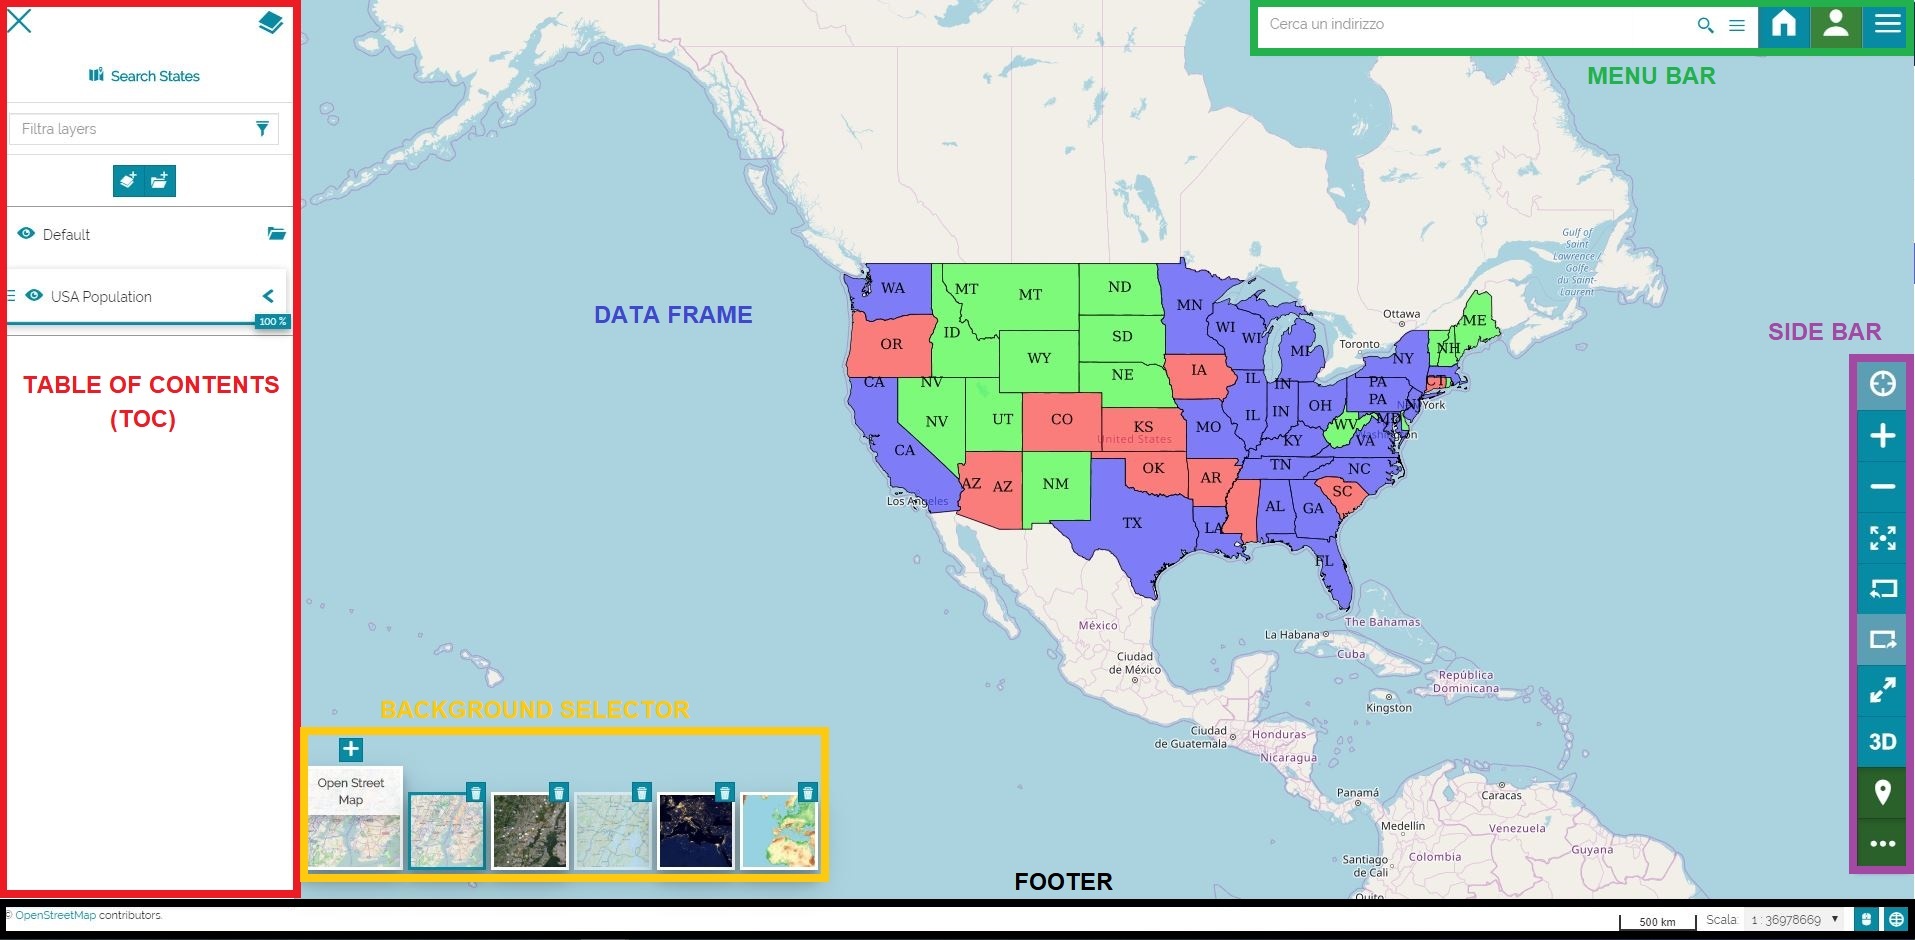 Search States
Filtra layers
Default
USA Population
100 %
TABLE OF CONTENTS
(TOC)
Cerca un indirizzo
MENU BAR
DATA FRAME
SIDE BAR
3D
BACKGROUND SELECTOR
Open Street
Map
FOOTER
Gulf of
Saint
Lawrence /
Golfe
du Saint-
Laurent
Ottawa
Toronto
WA
MT
MT
ND
MN
ME
OR
ID
SD
WI
WI
MI
NY
NH
WY
NE
IA
CA
NV
IL
IN
PA
CT
PA
NV
UT
CO
KS
United States
MO
IL
IN
OH
NJ
York
WV
MD
VA
KY
CA
TN
NC
AZ
AZ
NM
OK
AR
SC
Los Angeles
TX
LA
AL
GA
FL
México
The Bahamas
La Habana
Cuba
Ciudad
de México
República
Dominicana
Kingston
Ciudad
de Guatemala
Honduras
Nicaragua
Panamá
Caracas
Medellín
Venezuela
Santiago
de Cali
Colombia
Guyana
Quito
© OpenStreetMap contributors.
500 km
Scala:
1 : 36978669